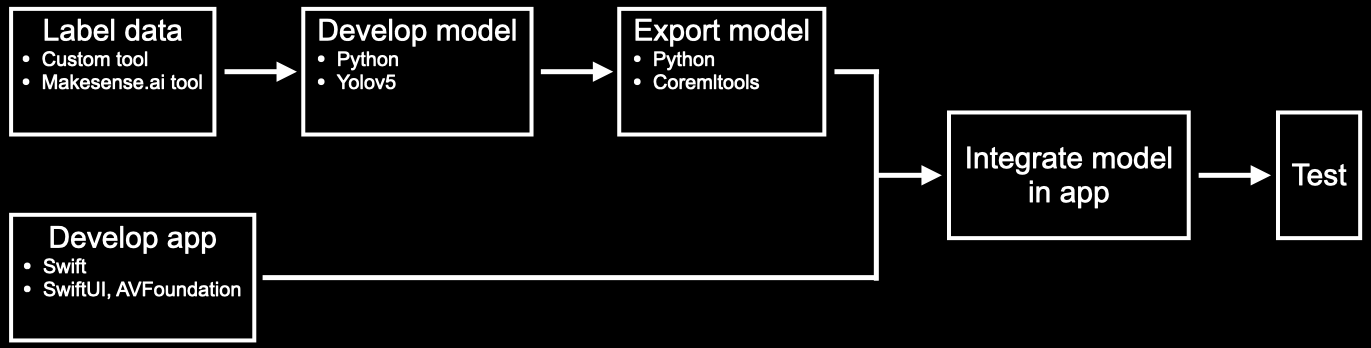 Label data
• Custom tool
• Makesense.ai tool
Develop model
• Python
• Yolov5
Export model
• Python
• Coremltools
Integrate model
in app
Test
Develop app
• Swift
• SwiftUI, AVFoundation